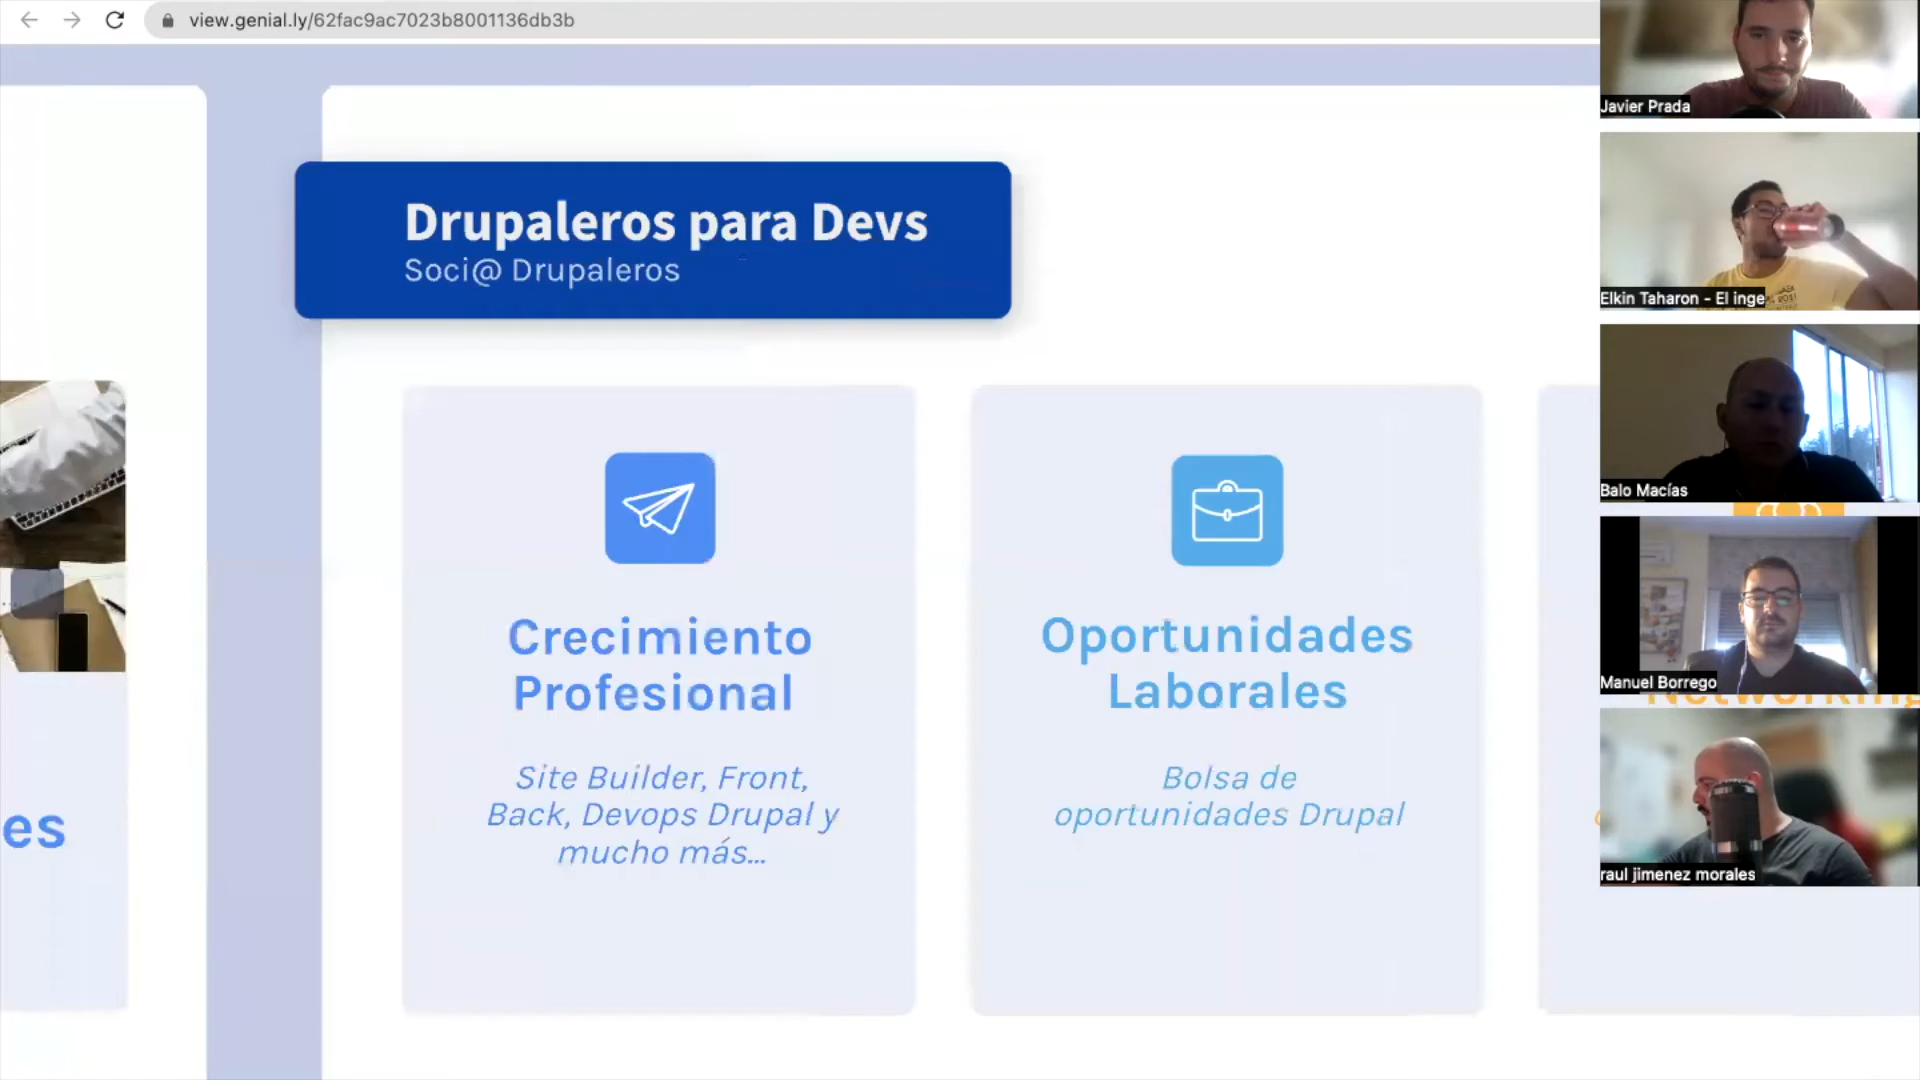 view.genial.ly/62fac9ac7023b8001136db3b
Drupaleros para Devs
Soci@ Drupaleros
es
Crecimiento
Profesional
Site Builder, Front,
Back, Devops Drupal y
mucho más...
Oportunidades
Laborales
Bolsa de
oportunidades Drupal
Networking
Javier Prada
Elkin Taharon - El inge
Balo Macías
Manuel Borrego
raul jimenez morales